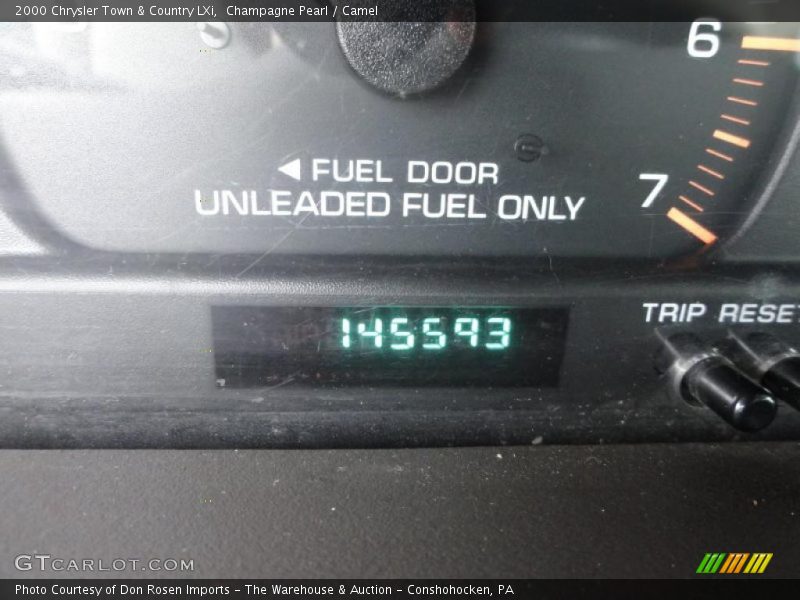 2000 Chrysler Town & Country LXi,  Champagne Pearl / Camel
6
◄ FUEL DOOR
7
UNLEADED FUEL ONLY
TRIP RESET
145593
GTCARLOT.COM
Photo Courtesy of Don Rosen Imports – The Warehouse & Auction – Conshohocken, PA